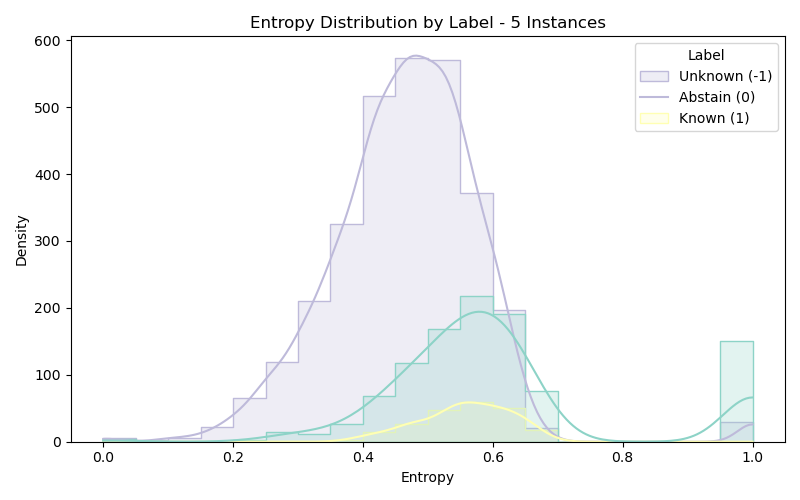 Entropy Distribution by Label - 5 Instances
Label
Unknown (-1)
Abstain (0)
Known (1)
Density
600
500
400
300
200
100
0
0.0 0.2 0.4 0.6 0.8 1.0
Entropy